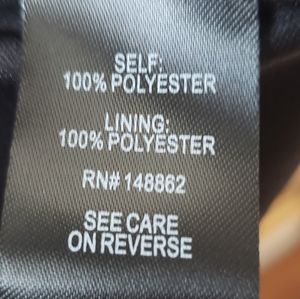 SELF:
100% POLYESTER
LINING:
100% POLYESTER
RN# 148862
SEE CARE
ON REVERSE